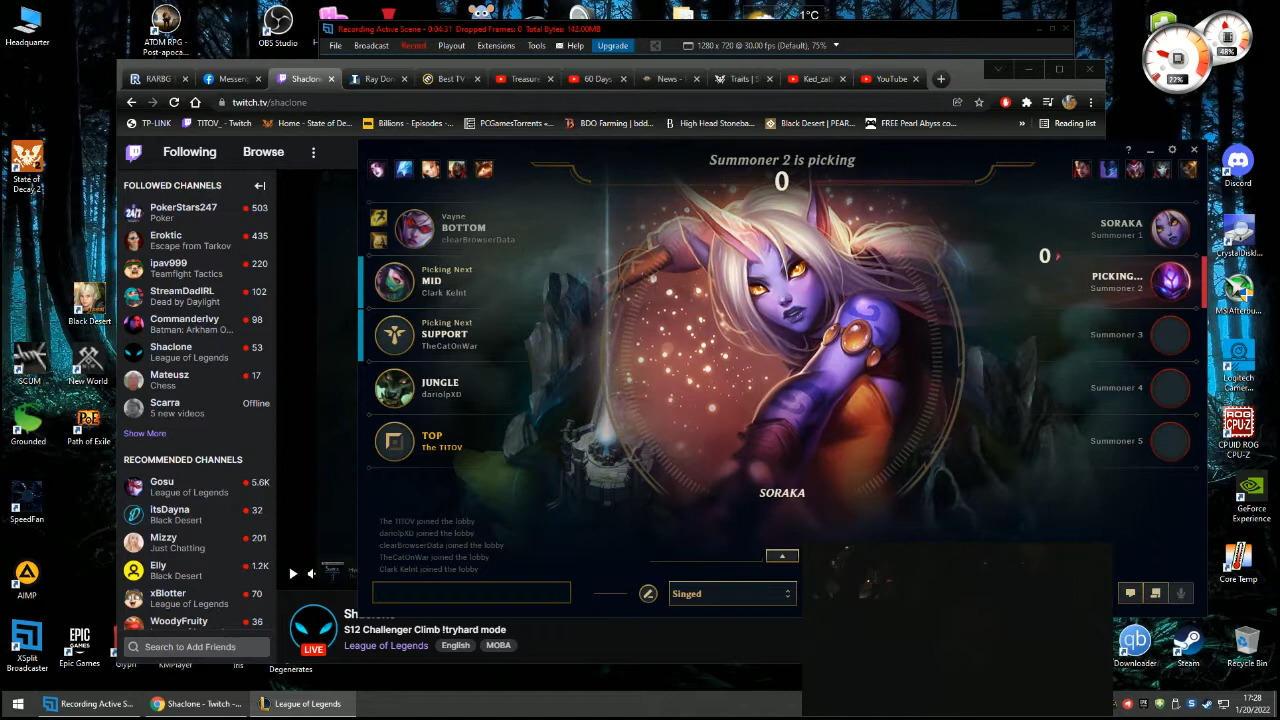 Headquarter
ATOM RPG -
Post-apoca...
OBS Studio
1°C
Recording Active Scene - 0:04:31 Dropped Frames: 0 Total Bytes: 142.00MB
File Broadcast Record Playout Extensions Tools Help Upgrade
1280 x 720 @ 30.00 fps (Default), 75%
22%
48%
RARBG
Messeng
Shaclone
Ray Don
Best TV
Treasure
60 Days
News -
Traits | S
Ked_zab
YouTube
twitch.tv/shaclone
TP-LINK
TITOV_ - Twitch
Home - State of De...
Billions - Episodes -...
PCGamesTorrents «...
BDO Farming | bdd...
High Head Stoneba...
Black Desert | PEAR...
FREE Pearl Abyss co...
»
Reading list
Following
Browse
FOLLOWED CHANNELS
PokerStars247 503
Poker
Eroktic 435
Escape from Tarkov
ipav999 220
Teamfight Tactics
StreamDadIRL 102
Dead by Daylight
Commanderlvy 98
Batman: Arkham O...
Shaclone 53
League of Legends
Mateusz 17
Chess
Scarra Offline
5 new videos
Show More
RECOMMENDED CHANNELS
Gosu 5.6K
League of Legends
itsDayna 32
Black Desert
Mizzy 201
Just Chatting
Elly 1.2K
Black Desert
xBlotter 70
League of Legends
WoodyFruity 36
Search to Add Friends
Summoner 2 is picking
0
Vayne
BOTTOM
clearBrowserData
Picking Next
MID
Clark Kelnt
Picking Next
SUPPORT
TheCatOnWar
JUNGLE
dariolpXD
TOP
The TITOV
SORAKA
Summoner 1
0
PICKING...
Summoner 2
Summoner 3
Summoner 4
Summoner 5
SORAKA
The TITOV joined the lobby
dariolpXD joined the lobby
clearBrowserData joined the lobby
TheCatOnWar joined the lobby
Clark Kelnt joined the lobby
Singed
LIVE
S12 Challenger Climb !tryhard mode
League of Legends English MOBA
State of
Decay 2
Black Desert
SCUM
New World
Grounded
Path of Exile
SpeedFan
AIMP
XSplit
Broadcaster
Epic Games
Glyph
KMPlayer
Iris
Degenerates
Discord
CrystalDiskI...
MSI Afterbu...
Logitech
Gamer...
CPUID ROG
CPU-Z
GeForce
Experience
Core Temp
Downloader
Steam
Recycle Bin
Recording Active S...
Shaclone - Twitch -...
League of Legends
17:28
1/20/2022